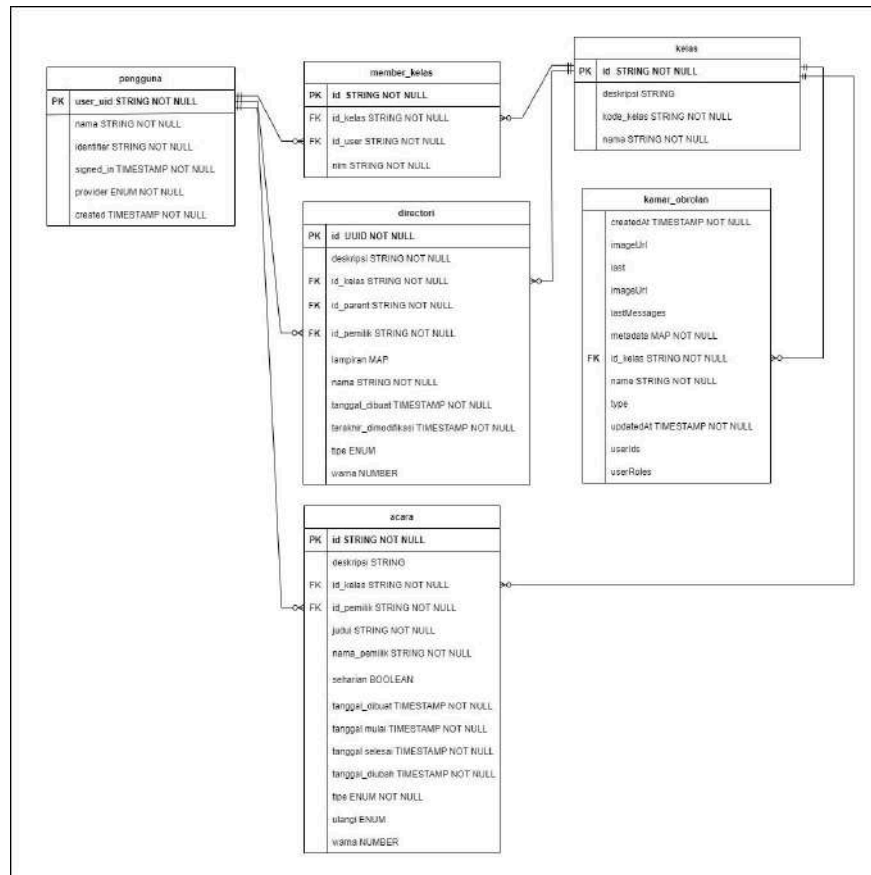 pengguna
PK user_uid STRING NOT NULL
nama STRING NOT NULL
identifier STRING NOT NULL
signed_in TIMESTAMP NOT NULL
provider ENUM NOT NULL
created TIMESTAMP NOT NULL
member_kelas
PK id STRING NOT NULL
FK id_kelas STRING NOT NULL
FK id_user STRING NOT NULL
nim STRING NOT NULL
kelas
PK id STRING NOT NULL
deskripsi STRING
kode_kelas STRING NOT NULL
nama STRING NOT NULL
directori
PK id UUID NOT NULL
deskripsi STRING NOT NULL
FK id_kelas STRING NOT NULL
FK id_parent STRING NOT NULL
FK id_pemilik STRING NOT NULL
lampiran MAP
nama STRING NOT NULL
tanggal_dibuat TIMESTAMP NOT NULL
terakhir_dimodifikasi TIMESTAMP NOT NULL
tipe ENUM
warna NUMBER
kamar_obrolan
createdAt TIMESTAMP NOT NULL
imageUrl
last
imageUrl
lastMessages
metadata MAP NOT NULL
FK id_kelas STRING NOT NULL
name STRING NOT NULL
type
updatedAt TIMESTAMP NOT NULL
userIds
userRoles
acara
PK id STRING NOT NULL
deskripsi STRING
FK id_kelas STRING NOT NULL
FK id_pemilik STRING NOT NULL
judul STRING NOT NULL
nama_pemilik STRING NOT NULL
seharian BOOLEAN
tanggal_dibuat TIMESTAMP NOT NULL
tanggal mulai TIMESTAMP NOT NULL
tanggal selesai TIMESTAMP NOT NULL
tanggal_diubah TIMESTAMP NOT NULL
tipe ENUM NOT NULL
ulangi ENUM
warna NUMBER